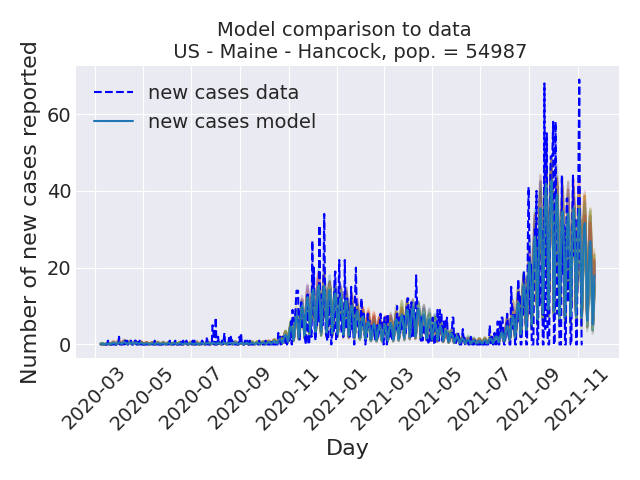 Model comparison to data
US - Maine - Hancock, pop. = 54987
new cases data
new cases model
Number of new cases reported
60
40
20
0
2020-03
2020-05
2020-07
2020-09
2020-11
2021-01
2021-03
2021-05
2021-07
2021-09
2021-11
Day